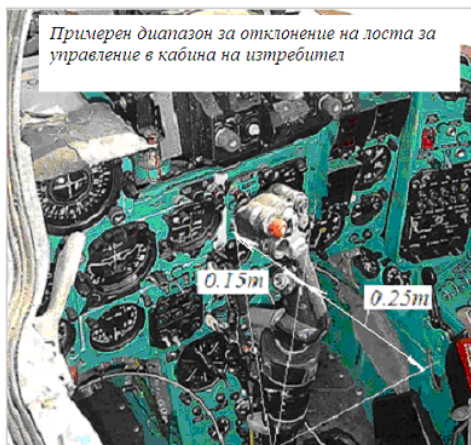 Примерен диапазон за отклонение на лоста за
управление в кабина на изтребител
0.15m
0.25m